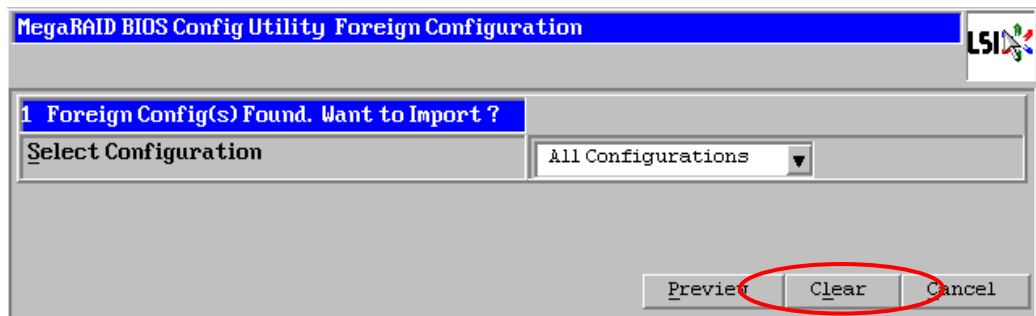 MegaRAID BIOS Config Utility Foreign Configuration
LSI
1 Foreign Config(s) Found. Want to Import ?
Select Configuration
All Configurations
Preview
Clear
Cancel